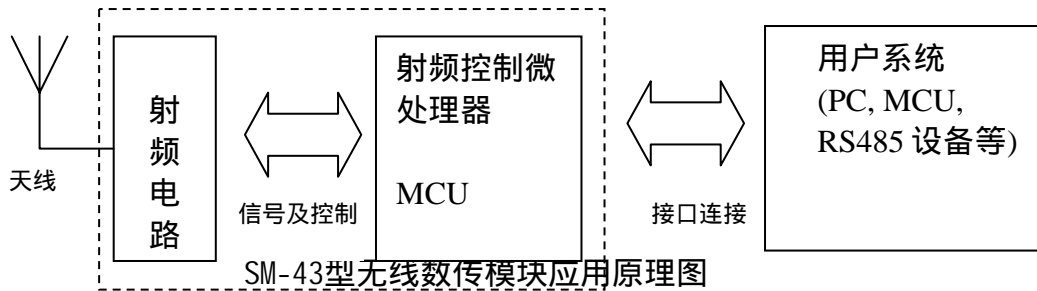 天线
射
频
电
路
信号及控制
射频控制微
处理器
MCU
接口连接
用户系统
(PC, MCU,
RS485 设备等)
SM-43型无线数传模块应用原理图